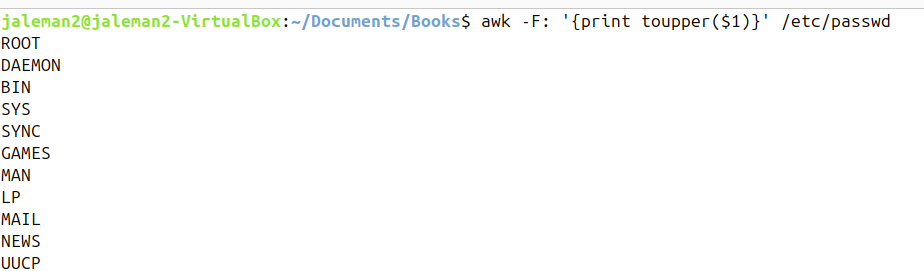 jaleman2@jaleman2-VirtualBox:~/Documents/Books$ awk -F: '{print toupper($1)}' /etc/passwd
ROOT
DAEMON
BIN
SYS
SYNC
GAMES
MAN
LP
MAIL
NEWS
UUCP